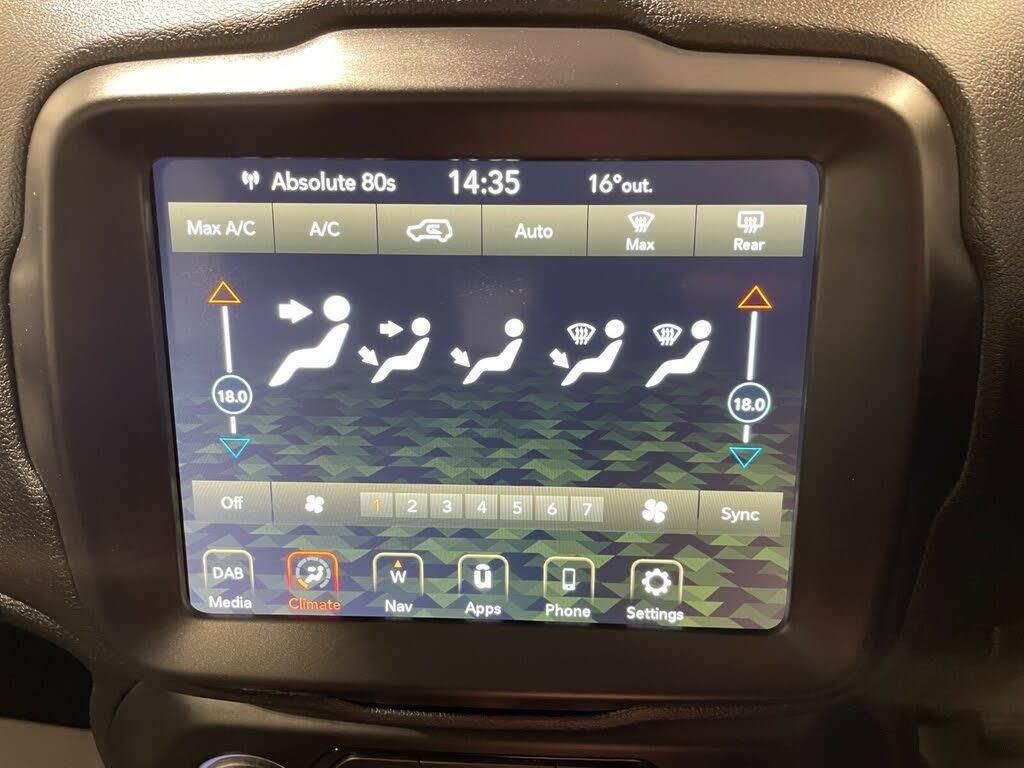 Absolute 80s 14:35 16°out.
Max A/C A/C Auto Max Rear
18.0 18.0
Off 1 2 3 4 5 6 7 Sync
DAB W ü
Media Climate Nav Apps Phone Settings